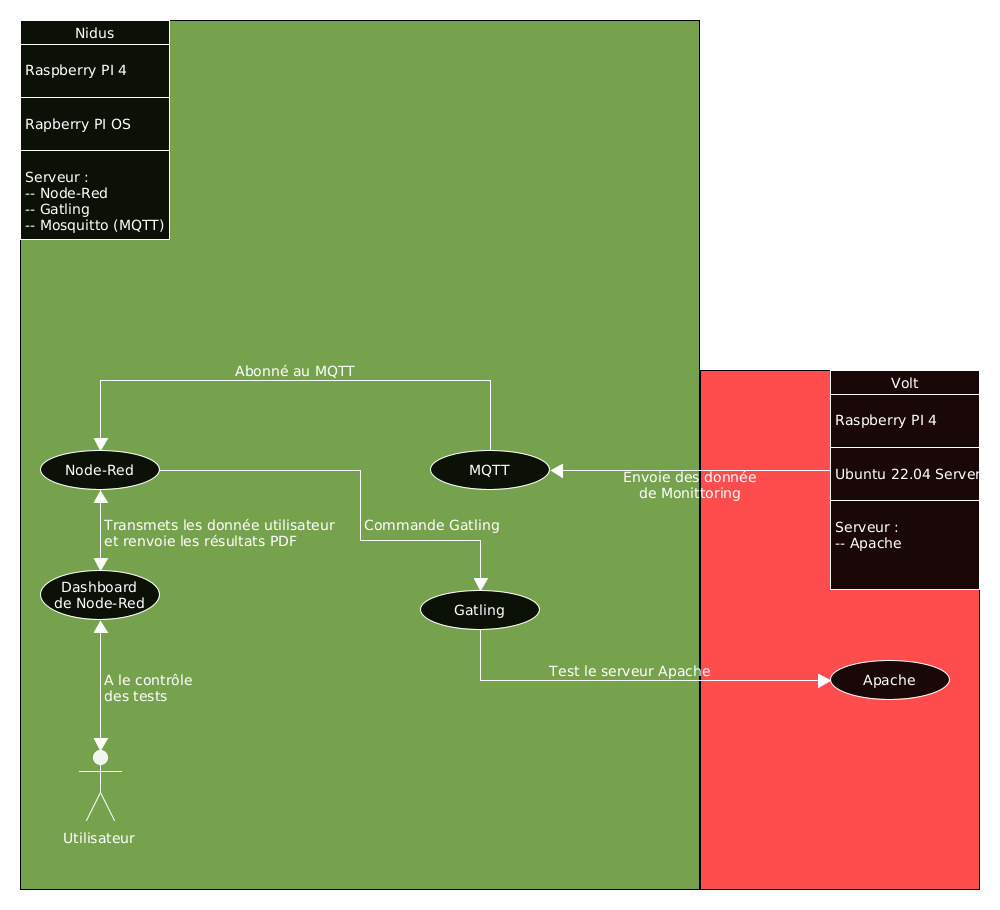 Nidus
Raspberry PI 4
Rapberry PI OS
Serveur :
-- Node-Red
-- Gatling
-- Mosquitto (MQTT)
Abonné au MQTT
Volt
Raspberry PI 4
Ubuntu 22.04 Server
Serveur :
-- Apache
Node-Red
MQTT
Envoie des donnée
de Monittoring
Transmets les donnée utilisateur
et renvoie les résultats PDF
Commande Gatling
Dashboard
de Node-Red
Gatling
A le contrôle
des tests
Test le serveur Apache
Apache
Utilisateur